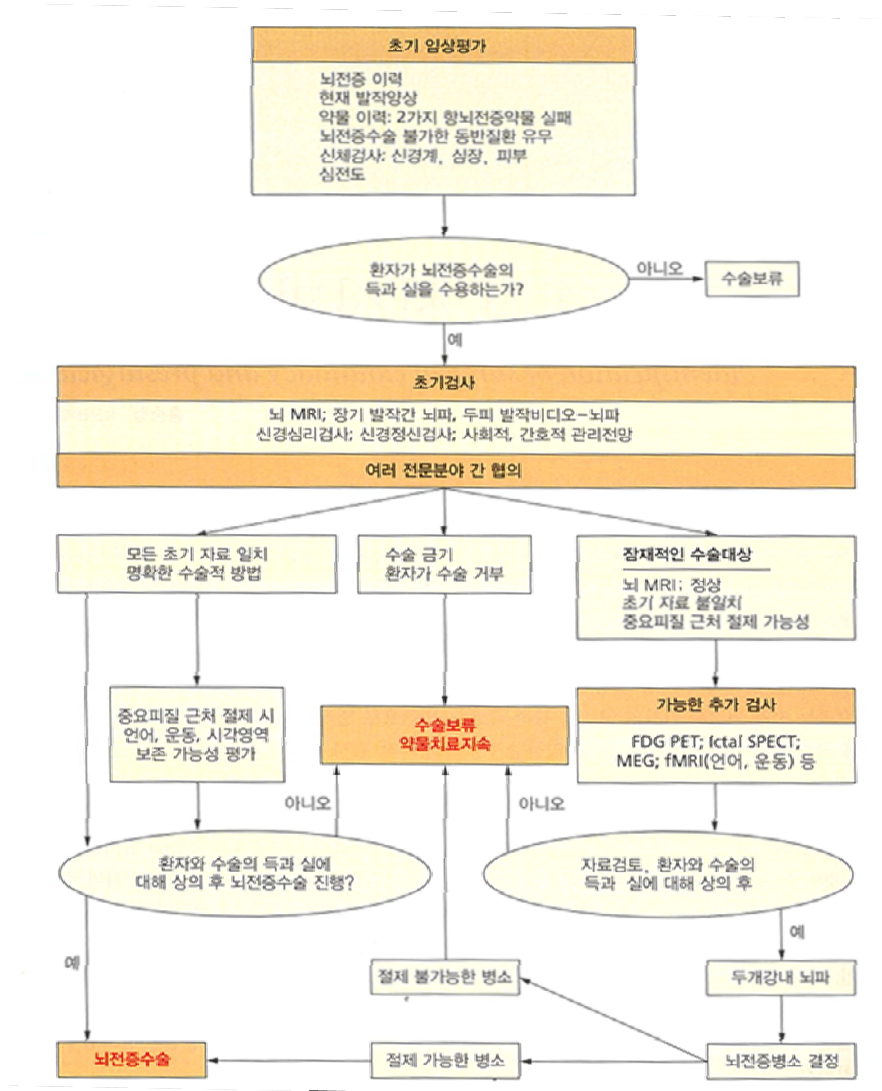 초기 임상평가
뇌전증 이력
현재 발작양상
약물 이력: 2가지 항뇌전증약물 실패
뇌전증수술 불가한 동반질환 유무
신체검사: 신경계, 심장, 피부
심전도
환자가 뇌전증수술의
득과 실을 수용하는가?
아니오
수술보류
예
초기검사
뇌 MRI; 장기 발작간 뇌파, 두피 발작비디오-뇌파
신경심리검사; 신경정신검사; 사회적, 간호적 관리전망
여러 전문분야 간 협의
모든 초기 자료 일치
명확한 수술적 방법
수술 금기
환자가 수술 거부
잠재적인 수술대상
뇌 MRI: 정상
초기 자료 불일치
중요피질 근처 절제 가능성
중요피질 근처 절제 시
언어, 운동, 시각영역
보존 가능성 평가
수술보류
약물치료지속
가능한 추가 검사
FDG PET; Ictal SPECT;
MEG; fMRI(언어, 운동) 등
아니오
아니오
환자와 수술의 득과 실에
대해 상의 후 뇌전증수술 진행?
자료검토, 환자와 수술의
득과 실에 대해 상의 후
예
예
절제 불가능한 병소
두개강내 뇌파
뇌전증수술
절제 가능한 병소
뇌전증병소 결정